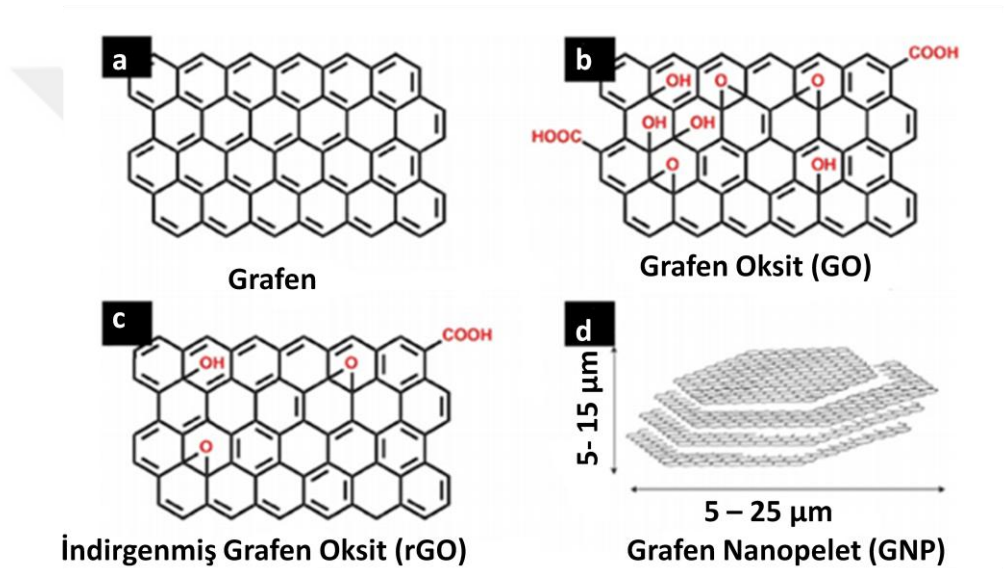 a
Grafen
b
COOH
OH
O
O
OH
OH
HOOC
O
OH
Grafen Oksit (GO)
c
COOH
OH
O
O
İndirgenmiş Grafen Oksit (rGO)
d
5- 15 µm
5 – 25 µm
Grafen Nanopelet (GNP)